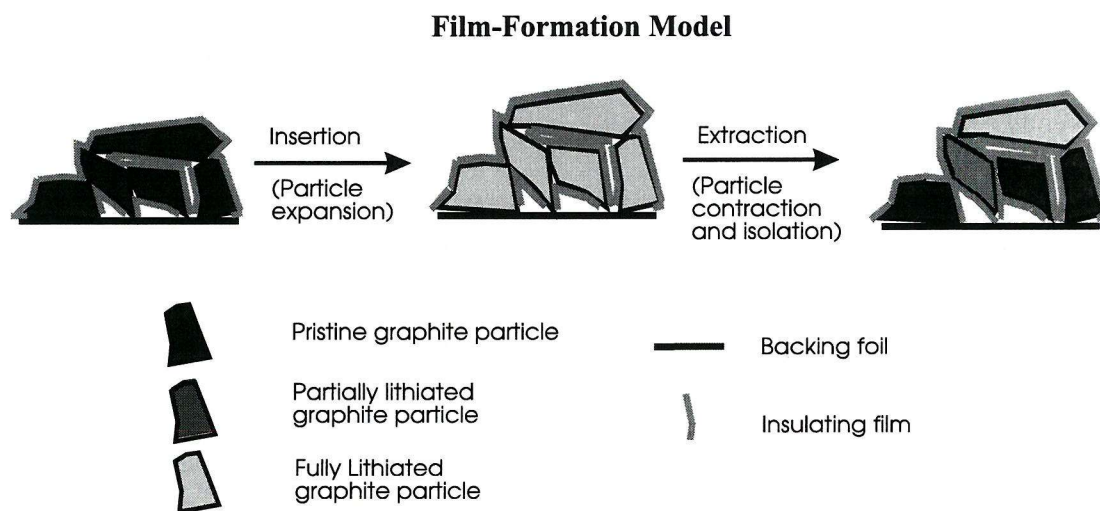 Film-Formation Model
Insertion
(Particle
expansion)
Extraction
(Particle
contraction
and isolation)
Pristine graphite particle
Partially lithiated
graphite particle
Fully Lithiated
graphite particle
Backing foil
Insulating film